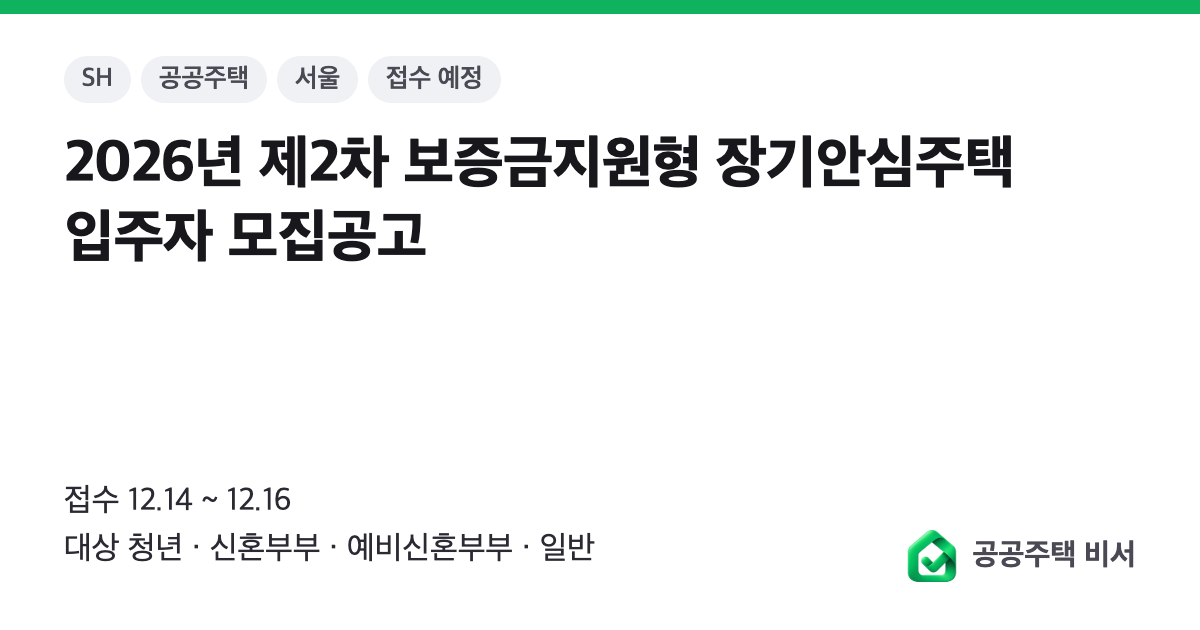 SH 공공주택 서울 접수 예정
2026년 제2차 보증금지원형 장기안심주택
입주자 모집공고
접수 12.14 ~ 12.16
대상 청년 · 신혼부부 · 예비신혼부부 · 일반
공공주택 비서